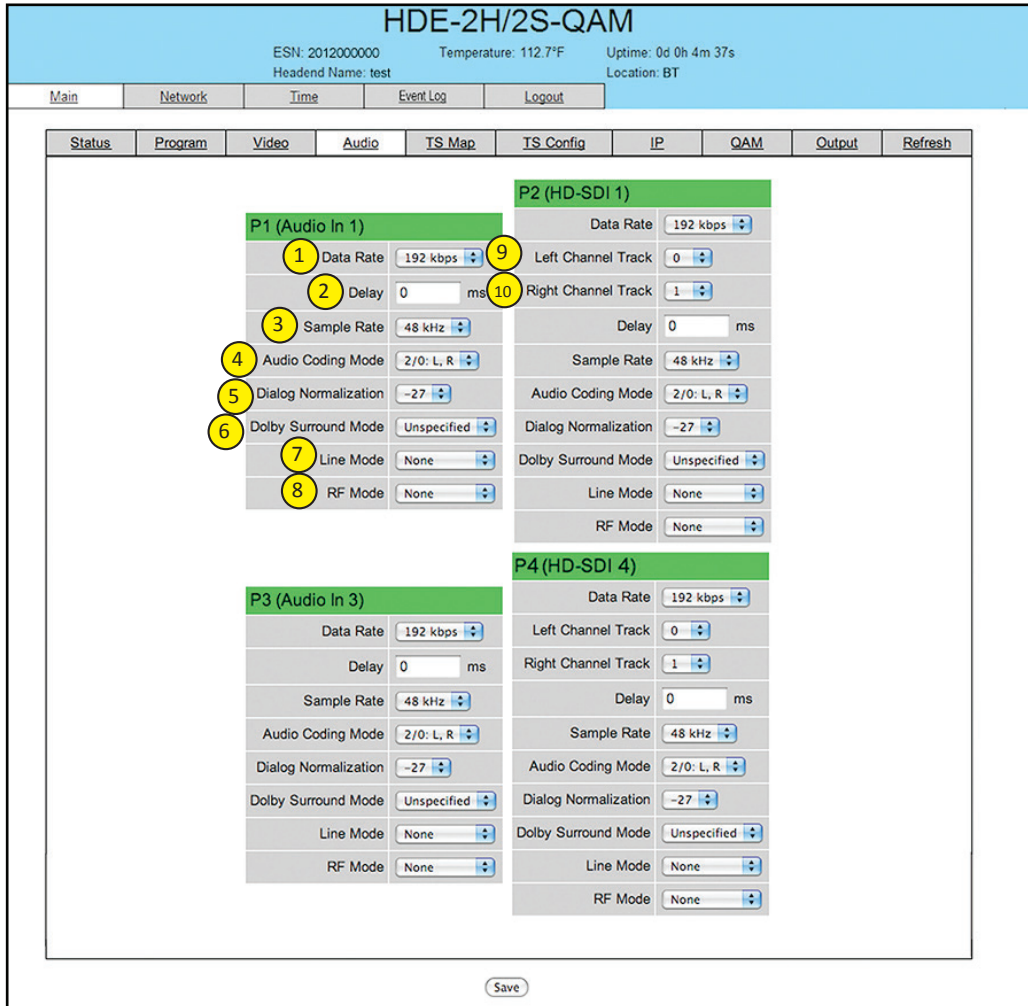 HDE-2H/2S-QAM
ESN: 2012000000 Temperature: 112.7°F Uptime: 0d 0h 4m 37s
Headend Name: test Location: BT
Main Network Time Event Log Logout
Status Program Video Audio TS Map TS Config IP QAM Output Refresh
P1 (Audio In 1)
1 Data Rate 192 kbps
2 Delay 0 ms
3 Sample Rate 48 kHz
4 Audio Coding Mode 2/0: L, R
5 Dialog Normalization -27
6 Dolby Surround Mode Unspecified
7 Line Mode None
8 RF Mode None
P2 (HD-SDI 1)
Data Rate 192 kbps
9 Left Channel Track 0
10 Right Channel Track 1
Delay 0 ms
Sample Rate 48 kHz
Audio Coding Mode 2/0: L, R
Dialog Normalization -27
Dolby Surround Mode Unspecified
Line Mode None
RF Mode None
P3 (Audio In 3)
Data Rate 192 kbps
Delay 0 ms
Sample Rate 48 kHz
Audio Coding Mode 2/0: L, R
Dialog Normalization -27
Dolby Surround Mode Unspecified
Line Mode None
RF Mode None
P4 (HD-SDI 4)
Data Rate 192 kbps
Left Channel Track 0
Right Channel Track 1
Delay 0 ms
Sample Rate 48 kHz
Audio Coding Mode 2/0: L, R
Dialog Normalization -27
Dolby Surround Mode Unspecified
Line Mode None
RF Mode None
Save